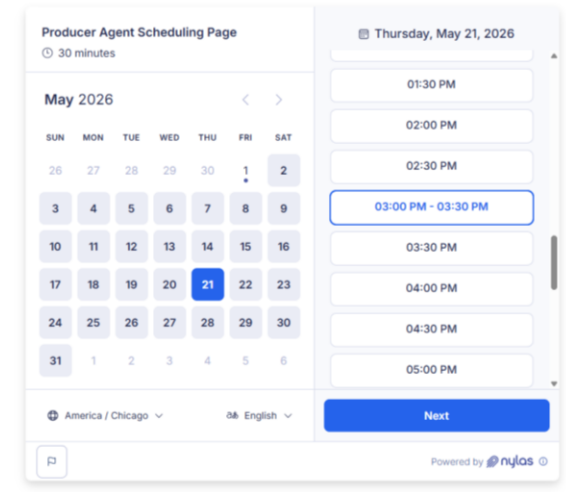 Producer Agent Scheduling Page
30 minutes
May 2026
SUN MON TUE WED THU FRI SAT
26 27 28 29 30 1 2
3 4 5 6 7 8 9
10 11 12 13 14 15 16
17 18 19 20 21 22 23
24 25 26 27 28 29 30
31 1 2 3 4 5 6
America / Chicago
English
Thursday, May 21, 2026
01:30 PM
02:00 PM
02:30 PM
03:00 PM - 03:30 PM
03:30 PM
04:00 PM
04:30 PM
05:00 PM
Next
Powered by nylas